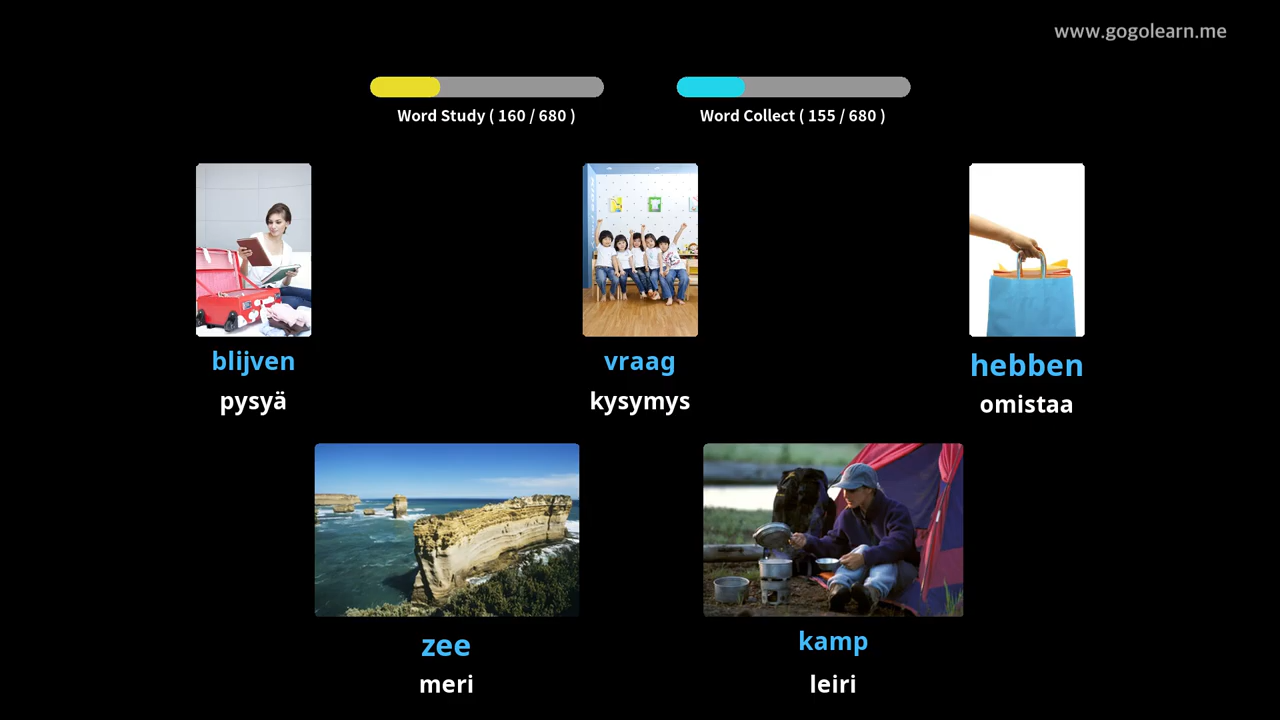 www.gogolearn.me
Word Study ( 160 / 680 )
Word Collect ( 155 / 680 )
blijven
pysyä
vraag
kysymys
hebben
omistaa
zee
meri
kamp
leiri